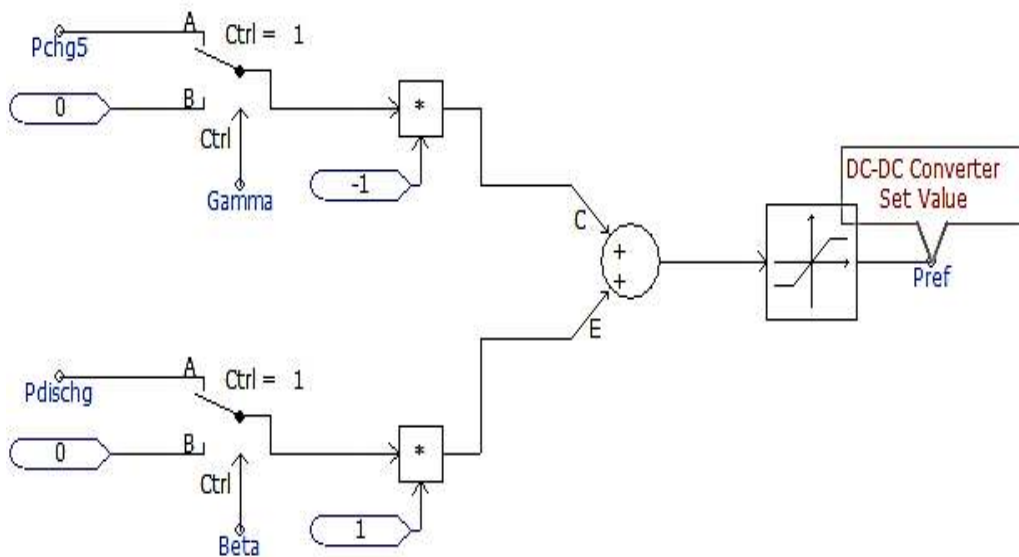 A
Ctrl = 1
Pchg5
0
B
Ctrl
*
-1
Gamma
C
+
+
E
DC-DC Converter
Set Value
Pref
A
Ctrl = 1
Pdischg
0
B
Ctrl
*
1
Beta